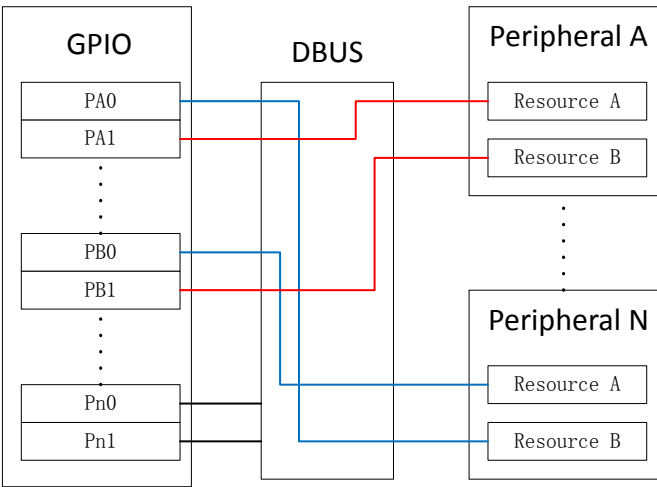 GPIO
PA0
PA1
PB0
PB1
Pn0
Pn1
DBUS
Peripheral A
Resource A
Resource B
Peripheral N
Resource A
Resource B